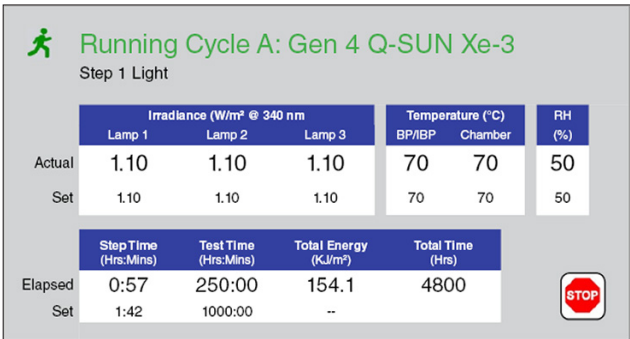 Running Cycle A: Gen 4 Q-SUN Xe-3
Step 1 Light
Irradiance (W/m² @ 340 nm Temperature (°C) RH
Lamp 1 Lamp 2 Lamp 3 BP/IBP Chamber (%)
Actual 1.10 1.10 1.10 70 70 50
Set 1.10 1.10 1.10 70 70 50
Step Time Test Time Total Energy Total Time
(Hrs:Mins) (Hrs:Mins) (KJ/m²) (Hrs)
Elapsed 0:57 250:00 154.1 4800
Set 1:42 1000:00 --
STOP